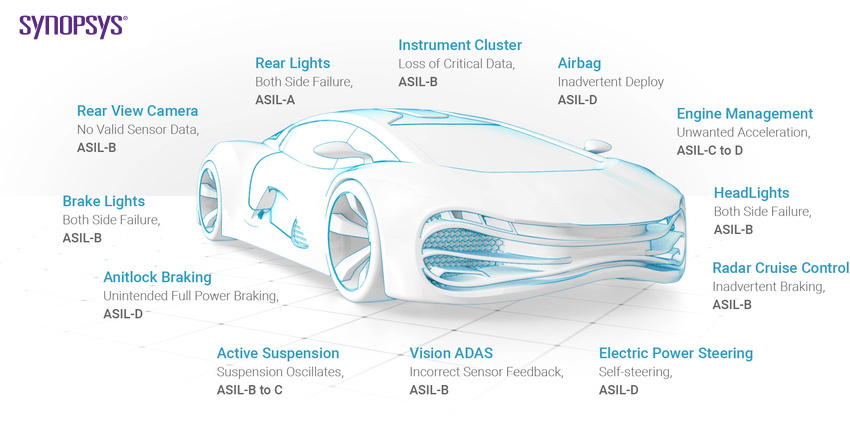 SYNOPSYS®
Instrument Cluster
Loss of Critical Data,
ASIL-B
Rear Lights
Both Side Failure,
ASIL-A
Airbag
Inadvertent Deploy
ASIL-D
Rear View Camera
No Valid Sensor Data,
ASIL-B
Engine Management
Unwanted Acceleration,
ASIL-C to D
Brake Lights
Both Side Failure,
ASIL-B
HeadLights
Both Side Failure,
ASIL-B
Anitlock Braking
Unintended Full Power Braking,
ASIL-D
Radar Cruise Control
Inadvertent Braking,
ASIL-B
Active Suspension
Suspension Oscillates,
ASIL-B to C
Vision ADAS
Incorrect Sensor Feedback,
ASIL-B
Electric Power Steering
Self-steering,
ASIL-D